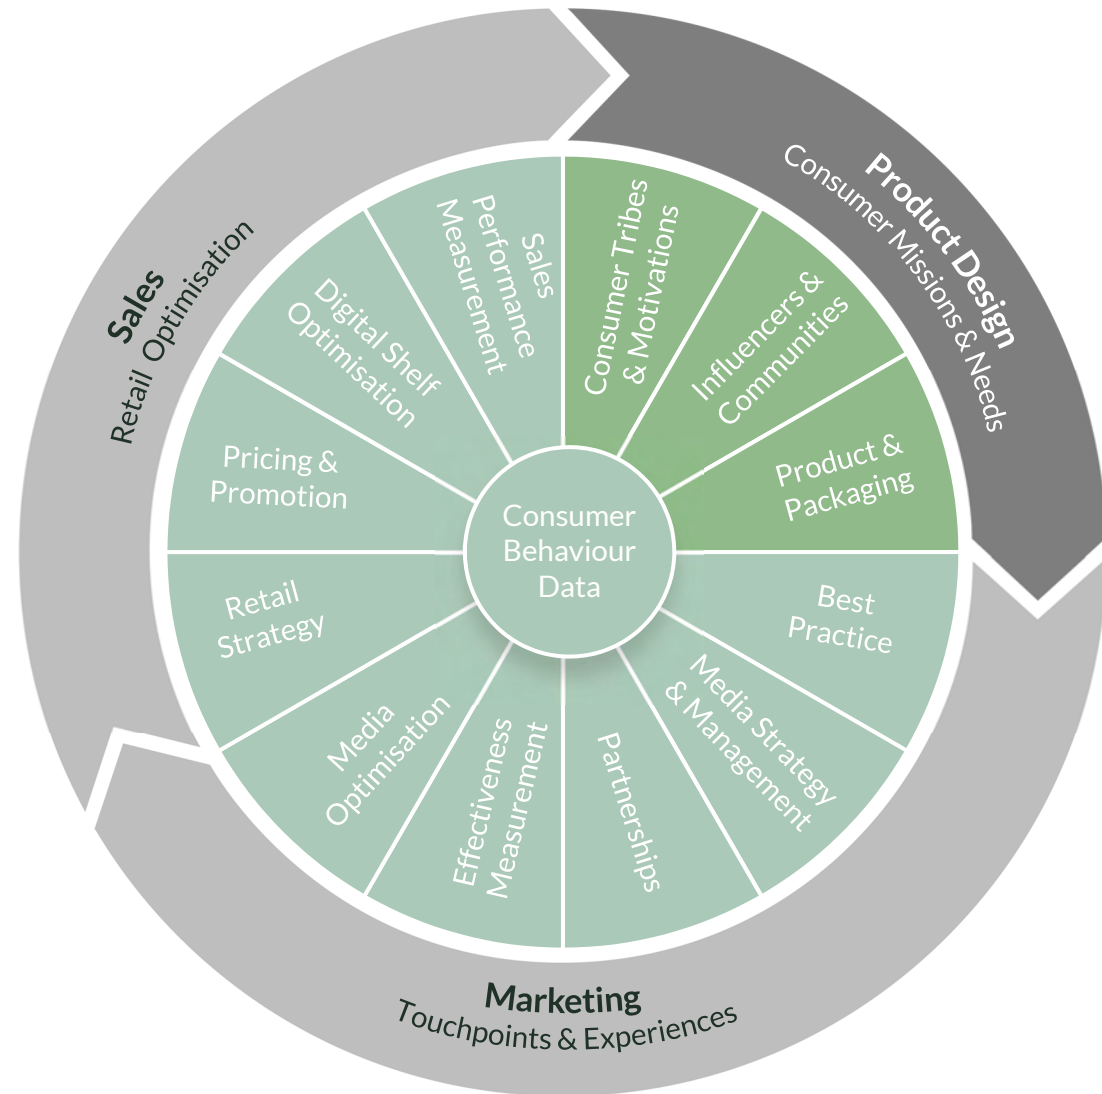 Product Design
Consumer Missions & Needs
Consumer Tribes
& Motivations
Influencers &
Communities
Product &
Packaging
Marketing
Touchpoints & Experiences
Best
Practice
Media Strategy
& Management
Partnerships
Effectiveness
Measurement
Media
Optimisation
Sales
Retail Optimisation
Retail
Strategy
Pricing &
Promotion
Digital Shelf
Optimisation
Sales
Performance
Measurement
Consumer
Behaviour
Data